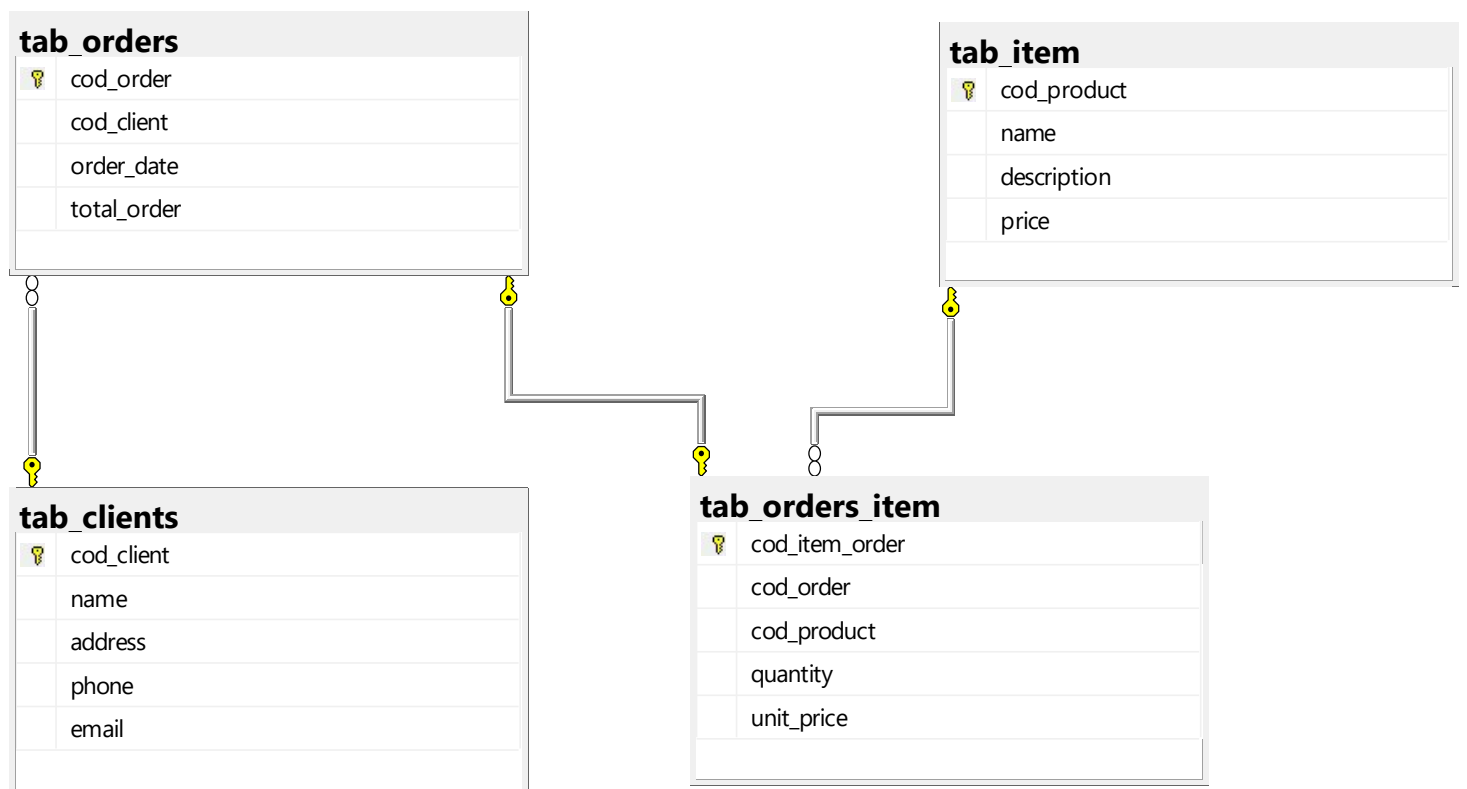 tab_orders
cod_order
cod_client
order_date
total_order
tab_item
cod_product
name
description
price
tab_clients
cod_client
name
address
phone
email
tab_orders_item
cod_item_order
cod_order
cod_product
quantity
unit_price